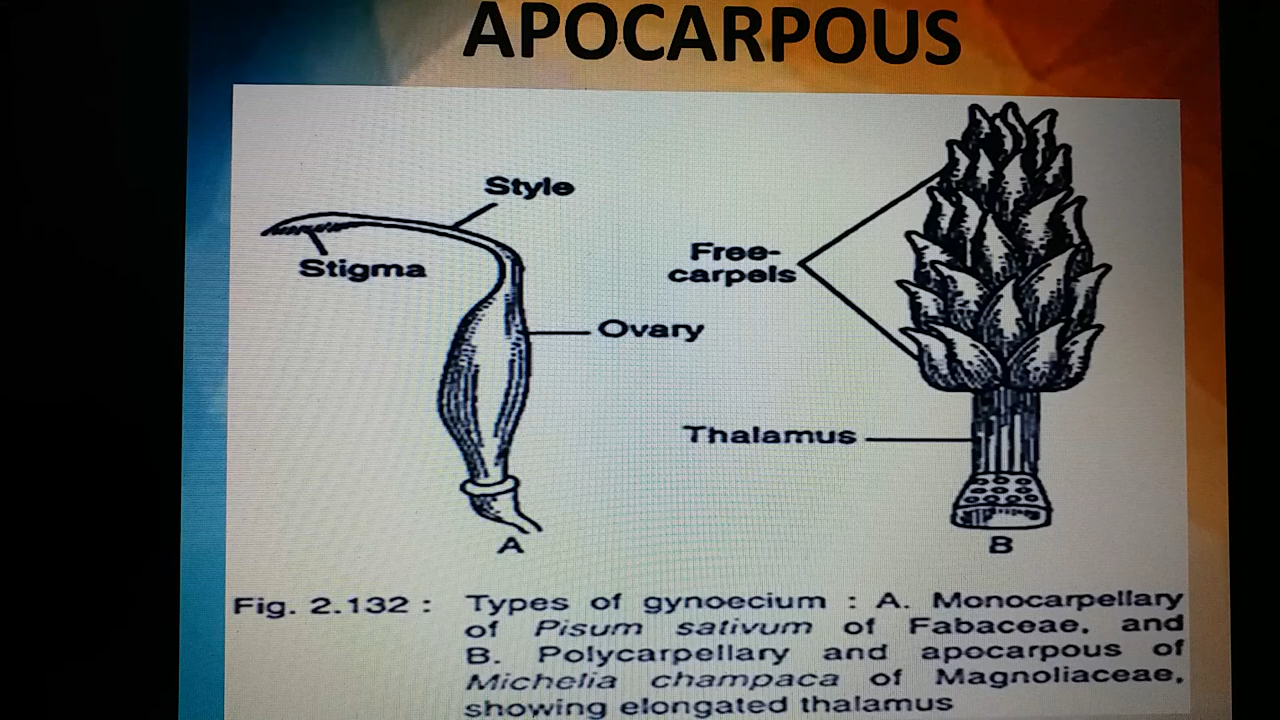 APOCARPOUS
Style
Stigma
Free-
carpels
Ovary
Thalamus
A
B
Fig. 2.132 : Types of gynoecium : A. Monocarpellary
of Pisum sativum of Fabaceae, and
B. Polycarpellary and apocarpous of
Michelia champaca of Magnoliaceae,
showing elongated thalamus